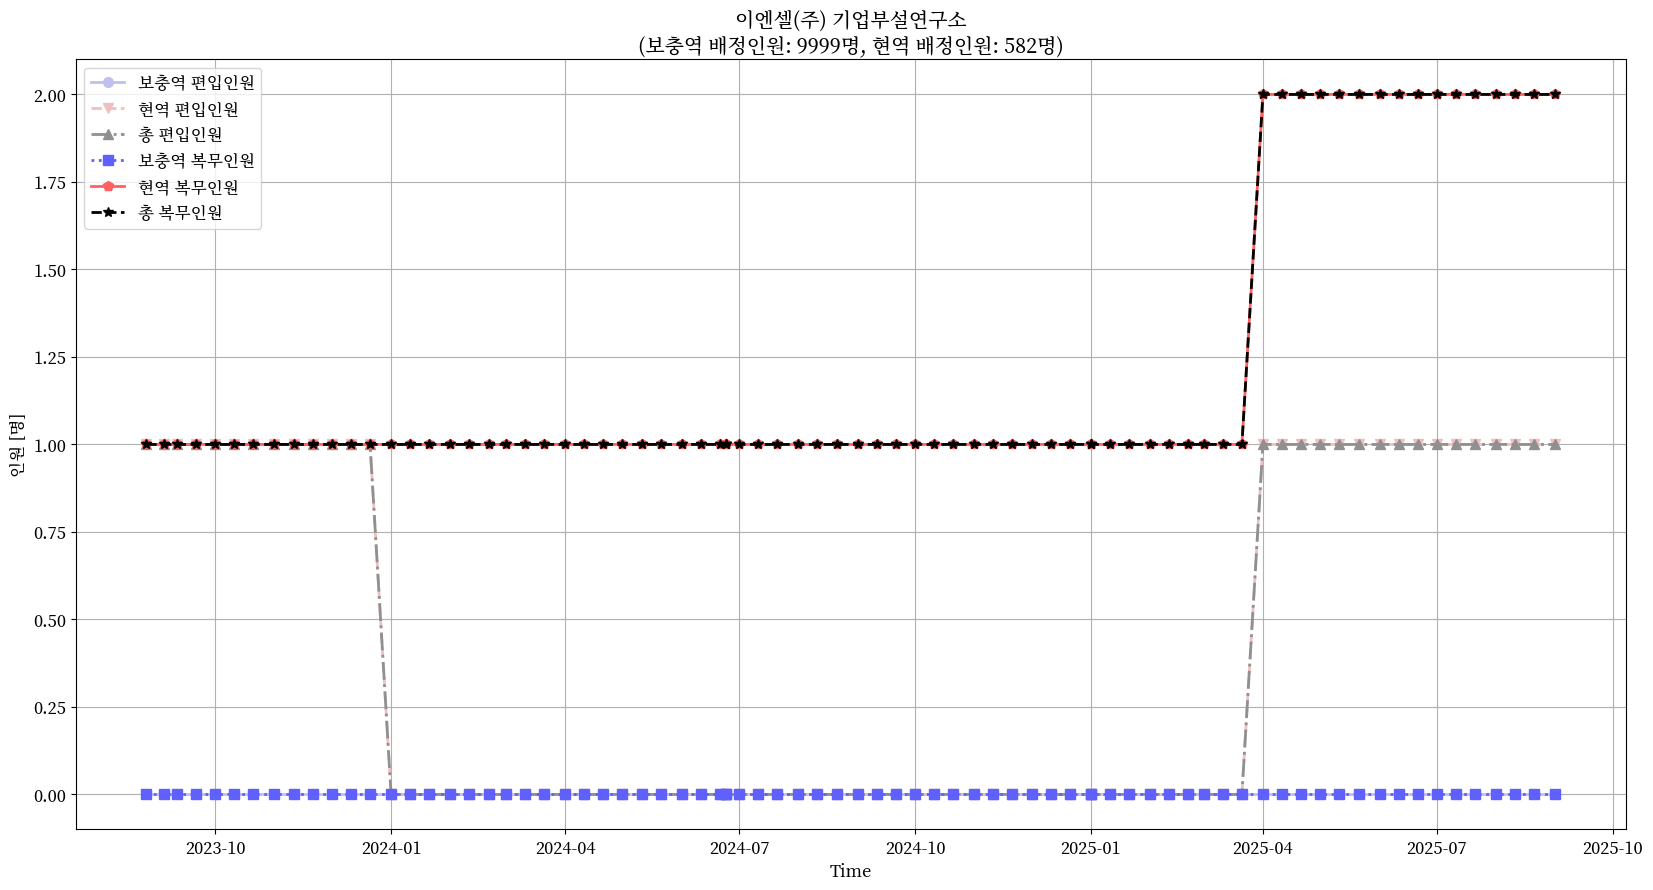 이엔셀(주) 기업부설연구소
(보충역 배정인원: 9999명, 현역 배정인원: 582명)
보충역 편입인원
현역 편입인원
총 편입인원
보충역 복무인원
현역 복무인원
총 복무인원
2.00
1.75
1.50
1.25
1.00
0.75
0.50
0.25
0.00
인원 [명]
2023-10
2024-01
2024-04
2024-07
2024-10
2025-01
2025-04
2025-07
2025-10
Time